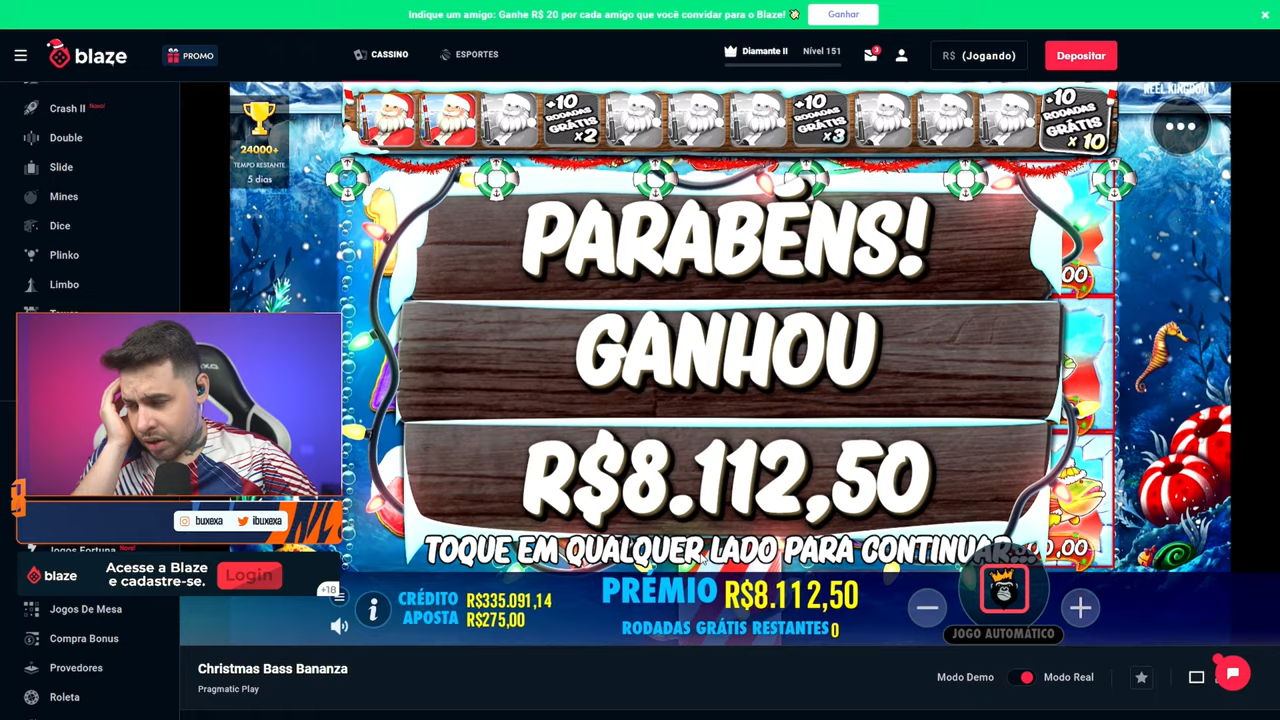 Indique um amigo: Ganhe R$ 20 por cada amigo que você convidar para o Blaze!
Ganhar
blaze
PROMO
CASSINO
ESPORTES
Diamante II
Nível 151
3
R$ (Jogando)
Depositar
Crash II Novo!
Double
Slide
Mines
Dice
Plinko
Limbo
24000+
TEMPO RESTANTE
5 dias
+10 RODADAS GRÁTIS x2
+10 RODADAS GRÁTIS x3
+10 RODADAS GRÁTIS x 10
REEL KINGDOM
PARABÉNS!
GANHOU
R$8.112,50
TOQUE EM QUALQUER LADO PARA CONTINUAR
buxexa
ibuxexa
Jogos Fortuna Novo!
blaze
Acesse a Blaze
e cadastre-se.
Login
+18
Jogos De Mesa
Compra Bonus
Provedores
Roleta
CRÉDITO R$335.091,14
APOSTA R$275,00
PRÉMIO R$8.112,50
RODADAS GRÁTIS RESTANTES 0
JOGO AUTOMÁTICO
Christmas Bass Bananza
Pragmatic Play
Modo Demo
Modo Real